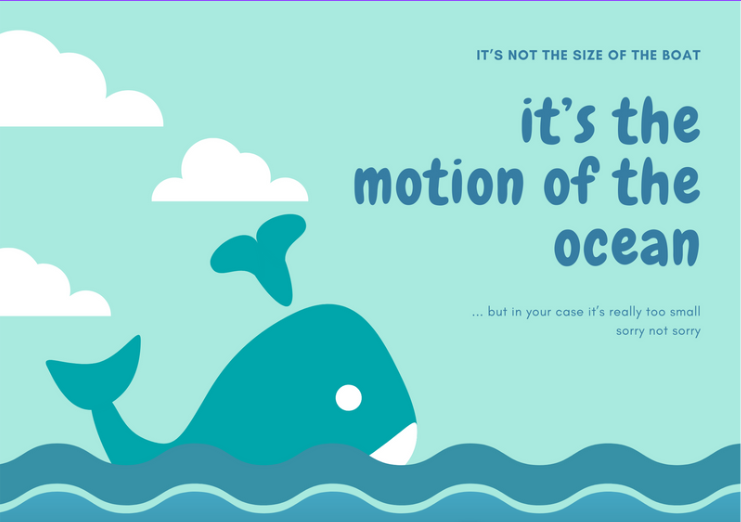 IT'S NOT THE SIZE OF THE BOAT
it's the
motion of the
ocean
... but in your case it's really too small
sorry not sorry